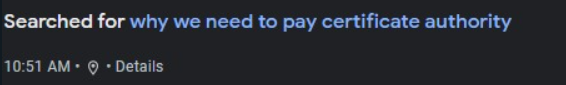 Searched for why we need to pay certificate authority
10:51 AM • • Details